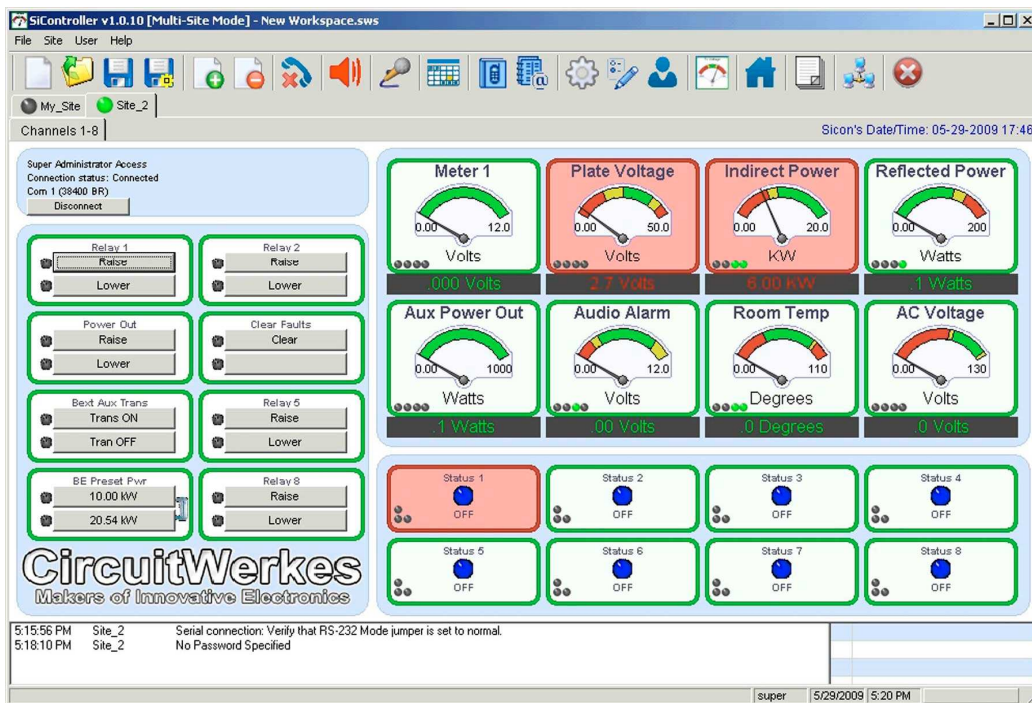 SiController v1.0.10 [Multi-Site Mode] - New Workspace.sws
File Site User Help
My_Site Site_2
Channels 1-8
Sicon's Date/Time: 05-29-2009 17:46
Super Administrator Access
Connection status: Connected
Com 1 (38400 BR)
Disconnect
Relay 1
Raise
Lower
Relay 2
Raise
Lower
Power Out
Raise
Lower
Clear Faults
Clear
Bext Aux Trans
Trans ON
Tran OFF
Relay 5
Raise
Lower
BE Preset Pwr
10.00 kW
20.54 kW
Relay 8
Raise
Lower
CircuitWerkes
Makers of Innovative Electronics
Meter 1
0.00 12.0
Volts
.000 Volts
Plate Voltage
0.00 50.0
Volts
2.7 Volts
Indirect Power
0.00 20.0
KW
6.00 KW
Reflected Power
0.00 200
Watts
.1 Watts
Aux Power Out
0.00 1000
Watts
.1 Watts
Audio Alarm
0.00 12.0
Volts
.00 Volts
Room Temp
0.00 110
Degrees
.0 Degrees
AC Voltage
0.00 130
Volts
.0 Volts
Status 1
OFF
Status 2
OFF
Status 3
OFF
Status 4
OFF
Status 5
OFF
Status 6
OFF
Status 7
OFF
Status 8
OFF
5:15:56 PM Site_2 Serial connection: Verify that RS-232 Mode jumper is set to normal.
5:18:10 PM Site_2 No Password Specified
super 5/29/2009 5:20 PM